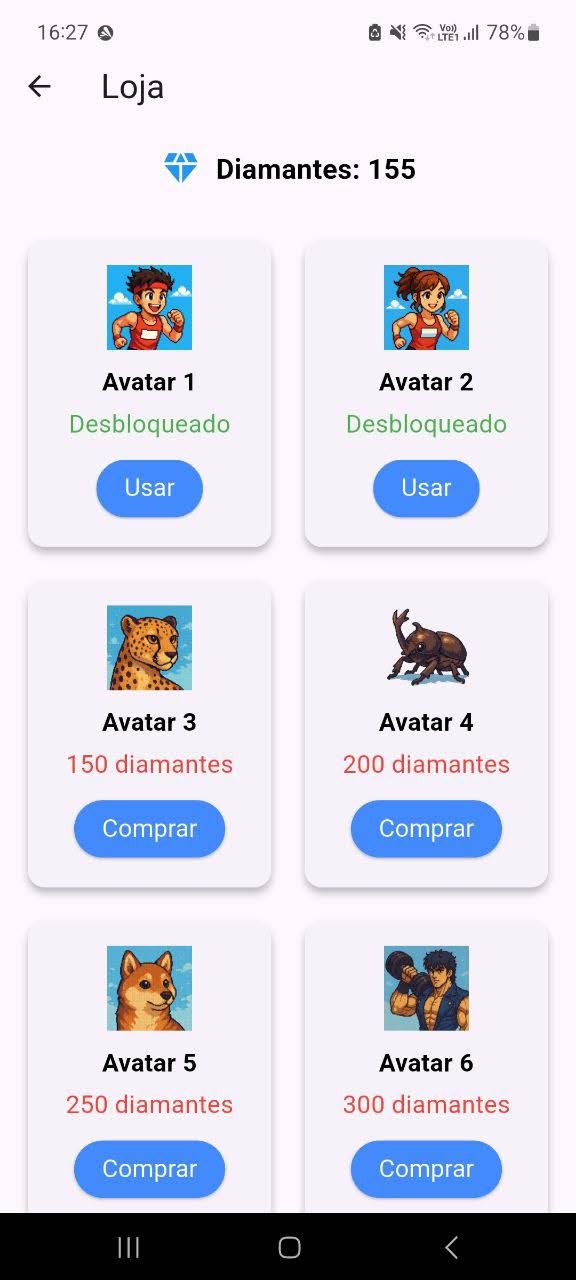 16:27 Vo)) LTE1 78%
Loja
Diamantes: 155
Avatar 1 Avatar 2
Desbloqueado Desbloqueado
Usar Usar
Avatar 3 Avatar 4
150 diamantes 200 diamantes
Comprar Comprar
Avatar 5 Avatar 6
250 diamantes 300 diamantes
Comprar Comprar